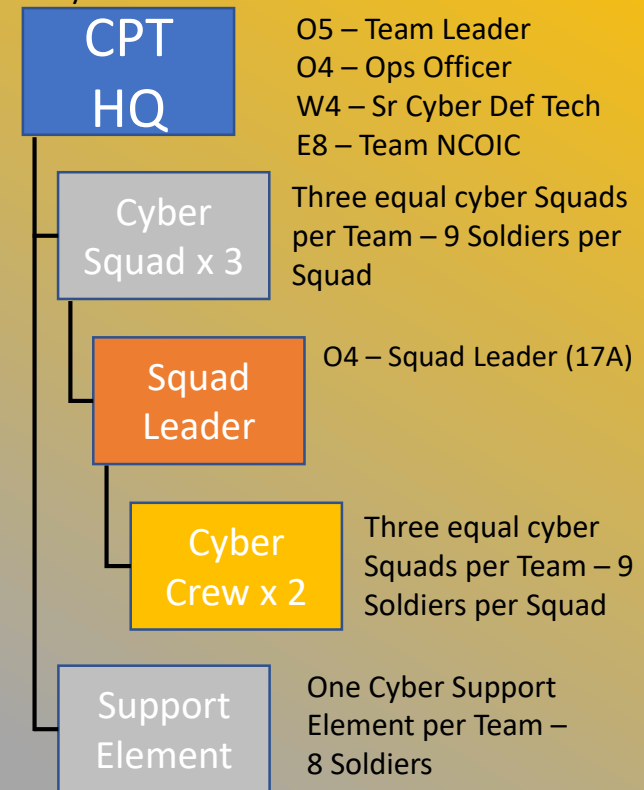 CPT
HQ
O5 – Team Leader
O4 – Ops Officer
W4 – Sr Cyber Def Tech
E8 – Team NCOIC
Cyber
Squad x 3
Three equal cyber Squads
per Team – 9 Soldiers per
Squad
Squad
Leader
O4 – Squad Leader (17A)
Cyber
Crew x 2
Three equal cyber
Squads per Team – 9
Soldiers per Squad
Support
Element
One Cyber Support
Element per Team –
8 Soldiers